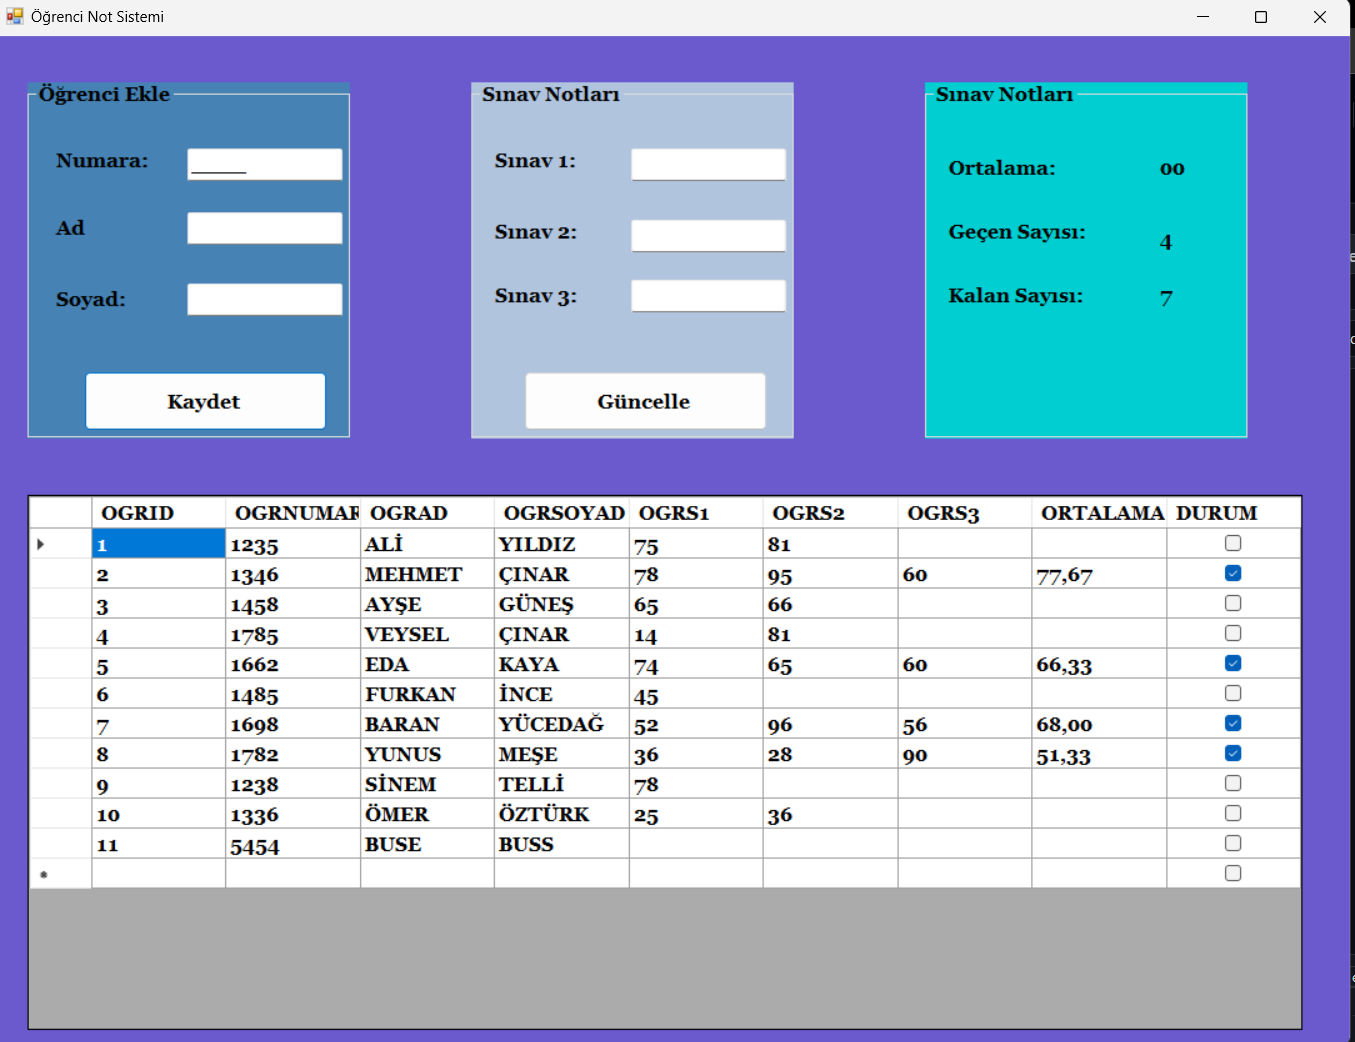 Öğrenci Not Sistemi
Öğrenci Ekle
Numara:
Ad
Soyad:
Kaydet
Sınav Notları
Sınav 1:
Sınav 2:
Sınav 3:
Güncelle
Sınav Notları
Ortalama: 00
Geçen Sayısı: 4
Kalan Sayısı: 7
OGRID OGRNUMAR OGRAD OGRSOYAD OGRS1 OGRS2 OGRS3 ORTALAMA DURUM
1 1235 ALİ YILDIZ 75 81
2 1346 MEHMET ÇINAR 78 95 60 77,67
3 1458 AYŞE GÜNEŞ 65 66
4 1785 VEYSEL ÇINAR 14 81
5 1662 EDA KAYA 74 65 60 66,33
6 1485 FURKAN İNCE 45
7 1698 BARAN YÜCEDAĞ 52 96 56 68,00
8 1782 YUNUS MEŞE 36 28 90 51,33
9 1238 SİNEM TELLİ 78
10 1336 ÖMER ÖZTÜRK 25 36
11 5454 BUSE BUSS